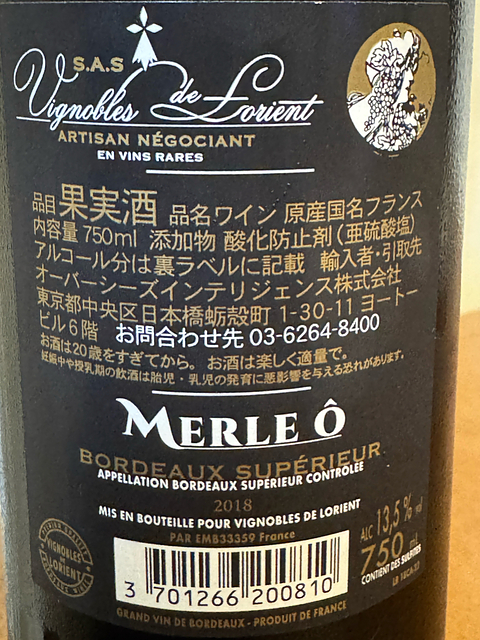 S.A.S
Vignobles de Lorient
ARTISAN NÉGOCIANT
EN VINS RARES
品目果実酒 品名ワイン 原産国名フランス
内容量750ml 添加物 酸化防止剤(亜硫酸塩)
アルコール分は裏ラベルに記載 輸入者・引取先
オーバーシーズインテリジェンス株式会社
東京都中央区日本橋蛎殻町 1-30-11 ヨートー
ビル6階 お問合わせ先 03-6264-8400
お酒は20歳をすぎてから。お酒は楽しく適量で。
妊娠中や授乳期の飲酒は胎児・乳児の発育に悪影響を与える恐れがあります。
MERLE Ô
BORDEAUX SUPÉRIEUR
APPELLATION BORDEAUX SUPÉRIEUR CONTRÔLÉE
2018
MIS EN BOUTEILLE POUR VIGNOBLES DE LORIENT
PAR EMB33359 France
VIGNOBLES
LORIENT
ALC 13,5 % vol
750 mL
CONTIENT DES SULFITES
3 701266 200810
GRAND VIN DE BORDEAUX - PRODUIT DE FRANCE